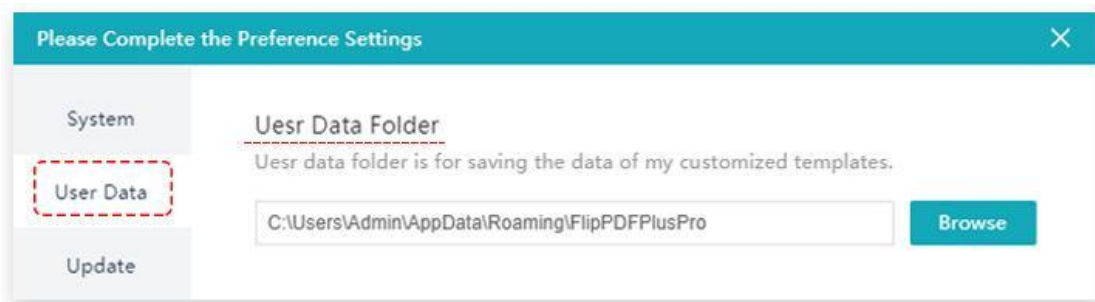 Please Complete the Preference Settings
System
Uesr Data Folder
Uesr data folder is for saving the data of my customized templates.
User Data
C:\Users\Admin\AppData\Roaming\FlipPDFPlusPro
Browse
Update